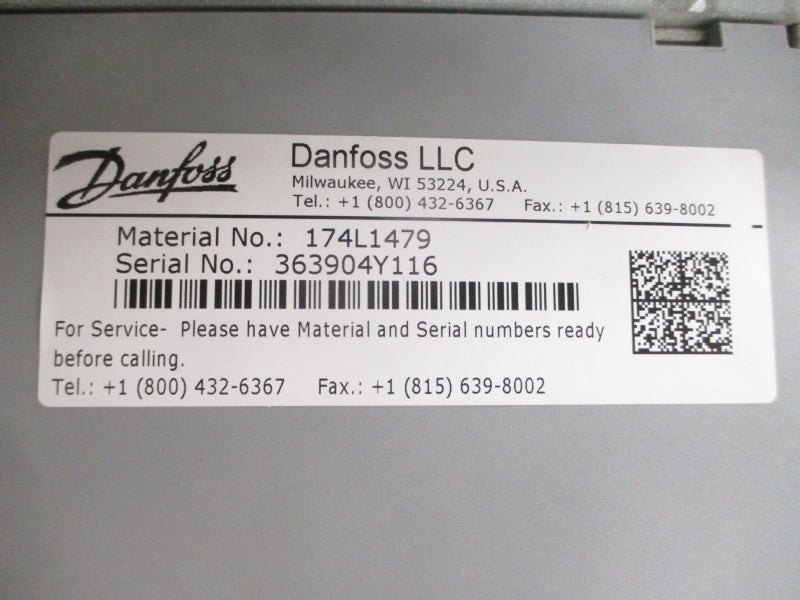 Danfoss
Danfoss LLC
Milwaukee, WI 53224, U.S.A.
Tel.: +1 (800) 432-6367 Fax.: +1 (815) 639-8002
Material No.: 174L1479
Serial No.: 363904Y116
For Service- Please have Material and Serial numbers ready
before calling.
Tel.: +1 (800) 432-6367 Fax.: +1 (815) 639-8002